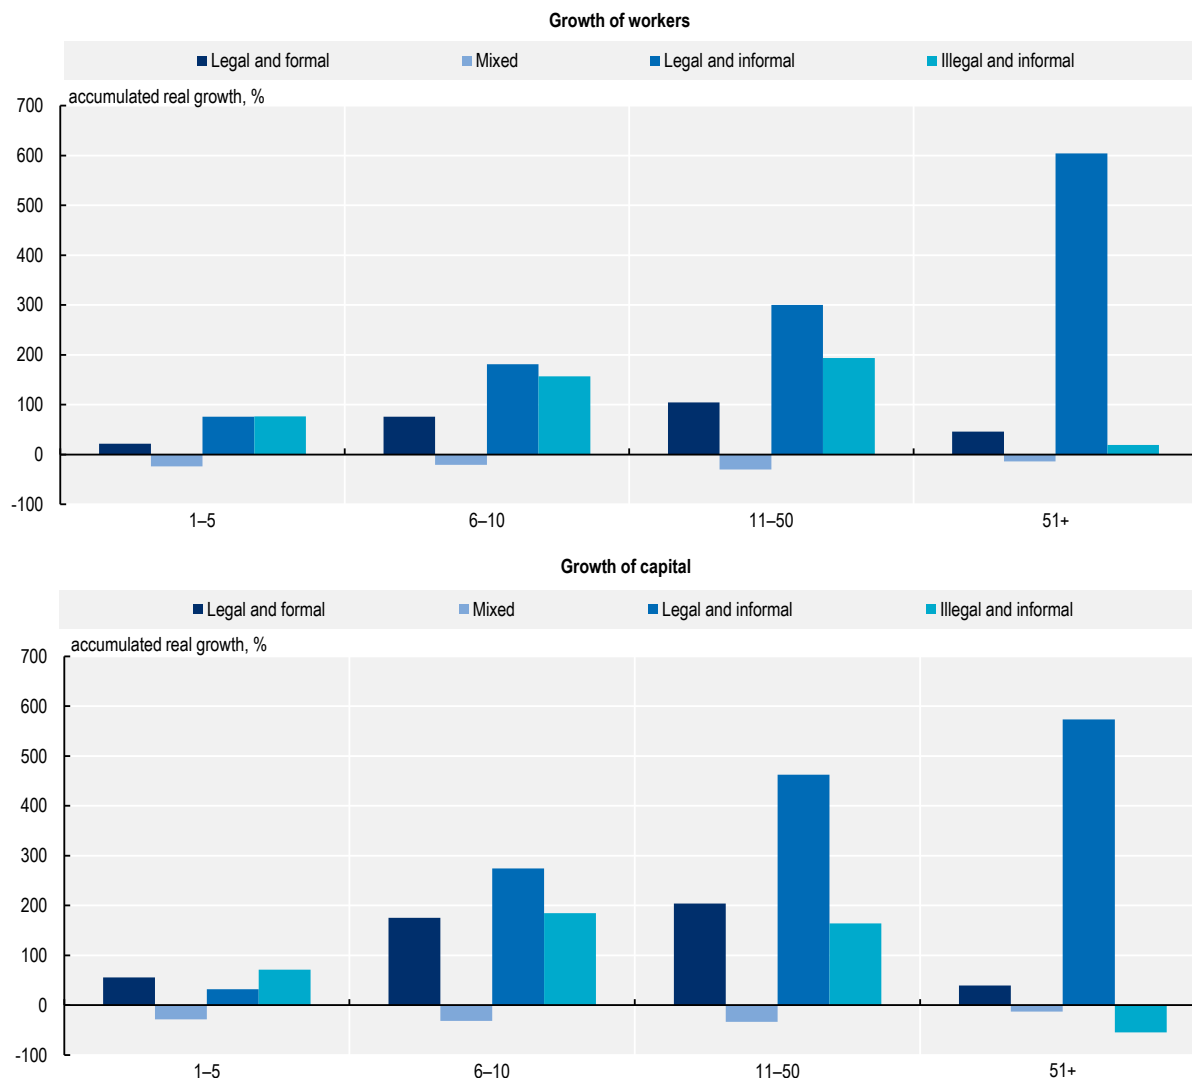 Growth of workers
Legal and formal Mixed Legal and informal Illegal and informal
accumulated real growth, %
700
600
500
400
300
200
100
0
-100
1–5 6–10 11–50 51+
Growth of capital
Legal and formal Mixed Legal and informal Illegal and informal
accumulated real growth, %
700
600
500
400
300
200
100
0
-100
1–5 6–10 11–50 51+